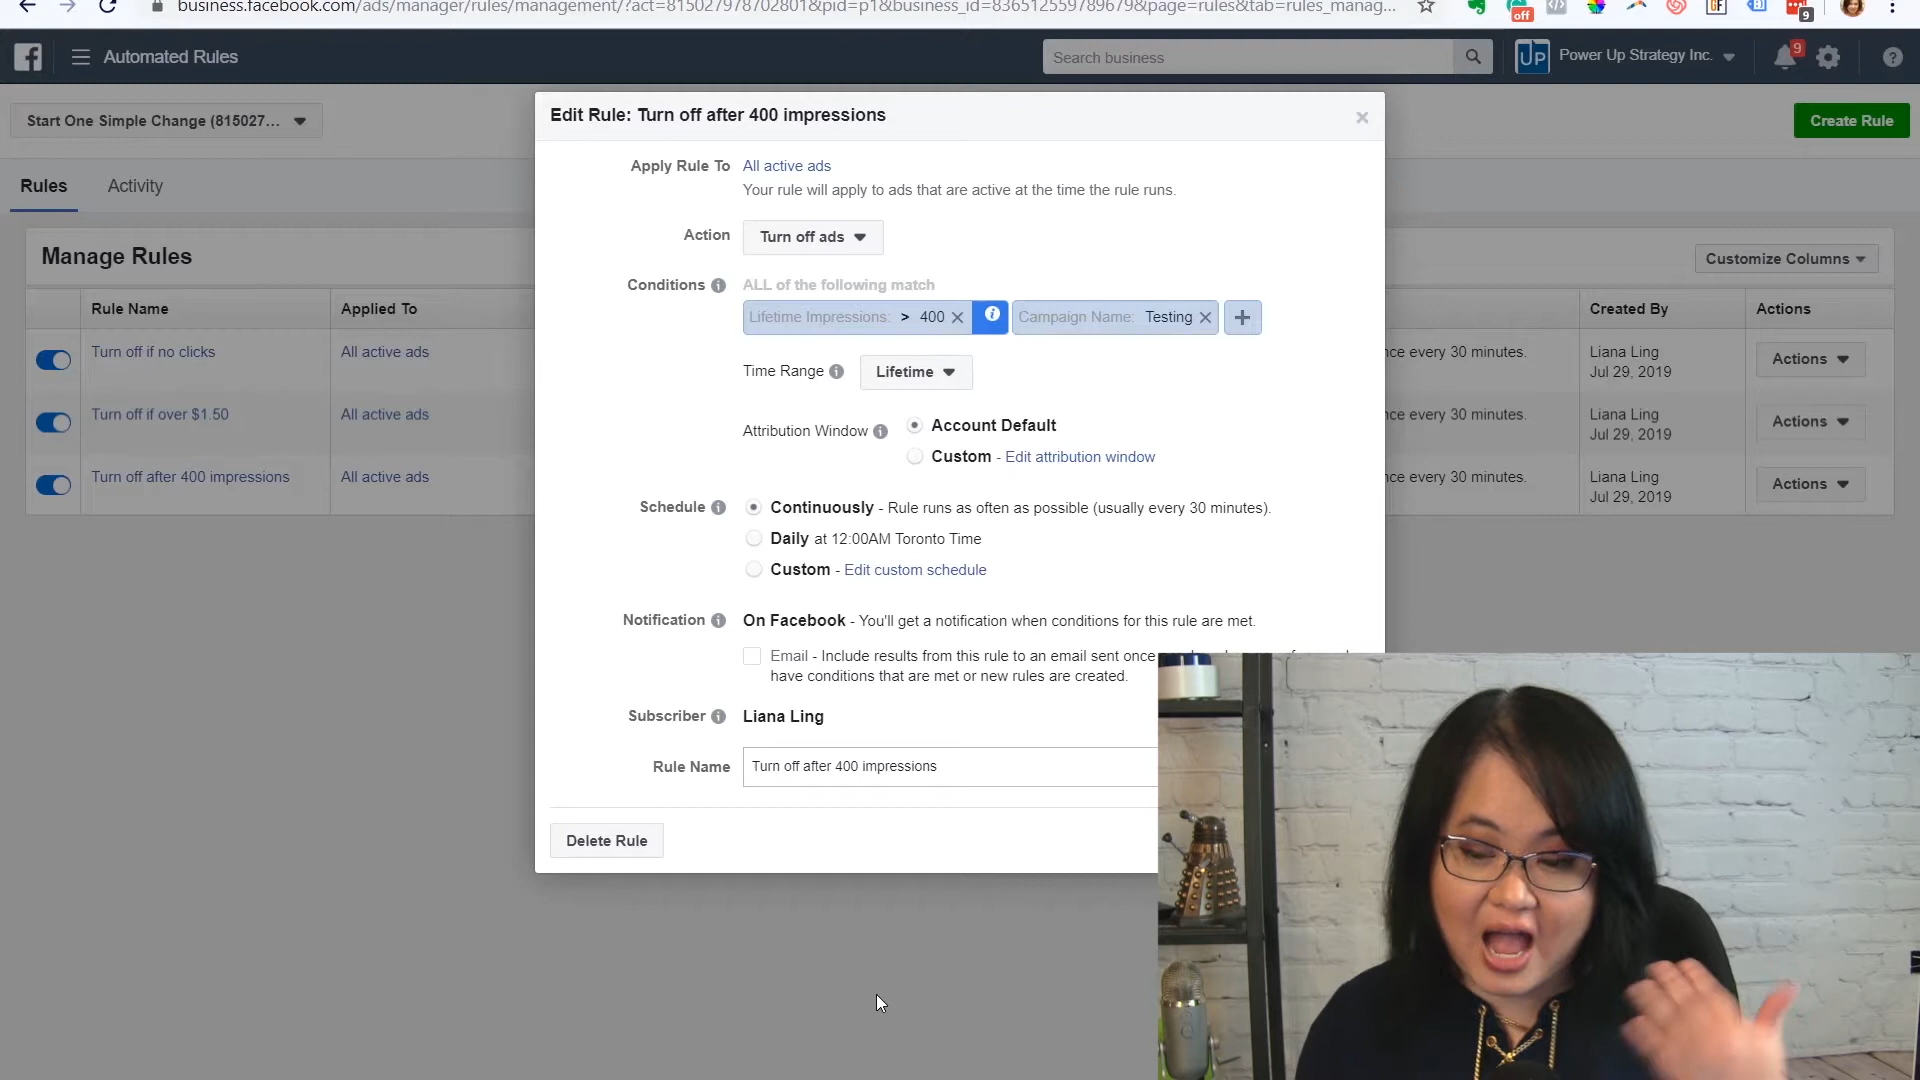 business.facebook.com/ads/manager/rules/management/?act=815027978702801&pid=p1&business_id=836512559789679&page=rules&tab=rules_manag...
off
GF
9
Automated Rules
Search business
UP
Power Up Strategy Inc.
9
Start One Simple Change (815027...
Create Rule
Rules
Activity
Manage Rules
Customize Columns
Rule Name
Applied To
Created By
Actions
Turn off if no clicks
All active ads
nce every 30 minutes.
Liana Ling
Jul 29, 2019
Actions
Turn off if over $1.50
All active ads
nce every 30 minutes.
Liana Ling
Jul 29, 2019
Actions
Turn off after 400 impressions
All active ads
nce every 30 minutes.
Liana Ling
Jul 29, 2019
Actions
Edit Rule: Turn off after 400 impressions
Apply Rule To
All active ads
Your rule will apply to ads that are active at the time the rule runs.
Action
Turn off ads
Conditions
ALL of the following match
Lifetime Impressions: > 400
Campaign Name: Testing
Time Range
Lifetime
Attribution Window
Account Default
Custom - Edit attribution window
Schedule
Continuously - Rule runs as often as possible (usually every 30 minutes).
Daily at 12:00AM Toronto Time
Custom - Edit custom schedule
Notification
On Facebook - You'll get a notification when conditions for this rule are met.
Email - Include results from this rule to an email sent once
have conditions that are met or new rules are created.
Subscriber
Liana Ling
Rule Name
Turn off after 400 impressions
Delete Rule